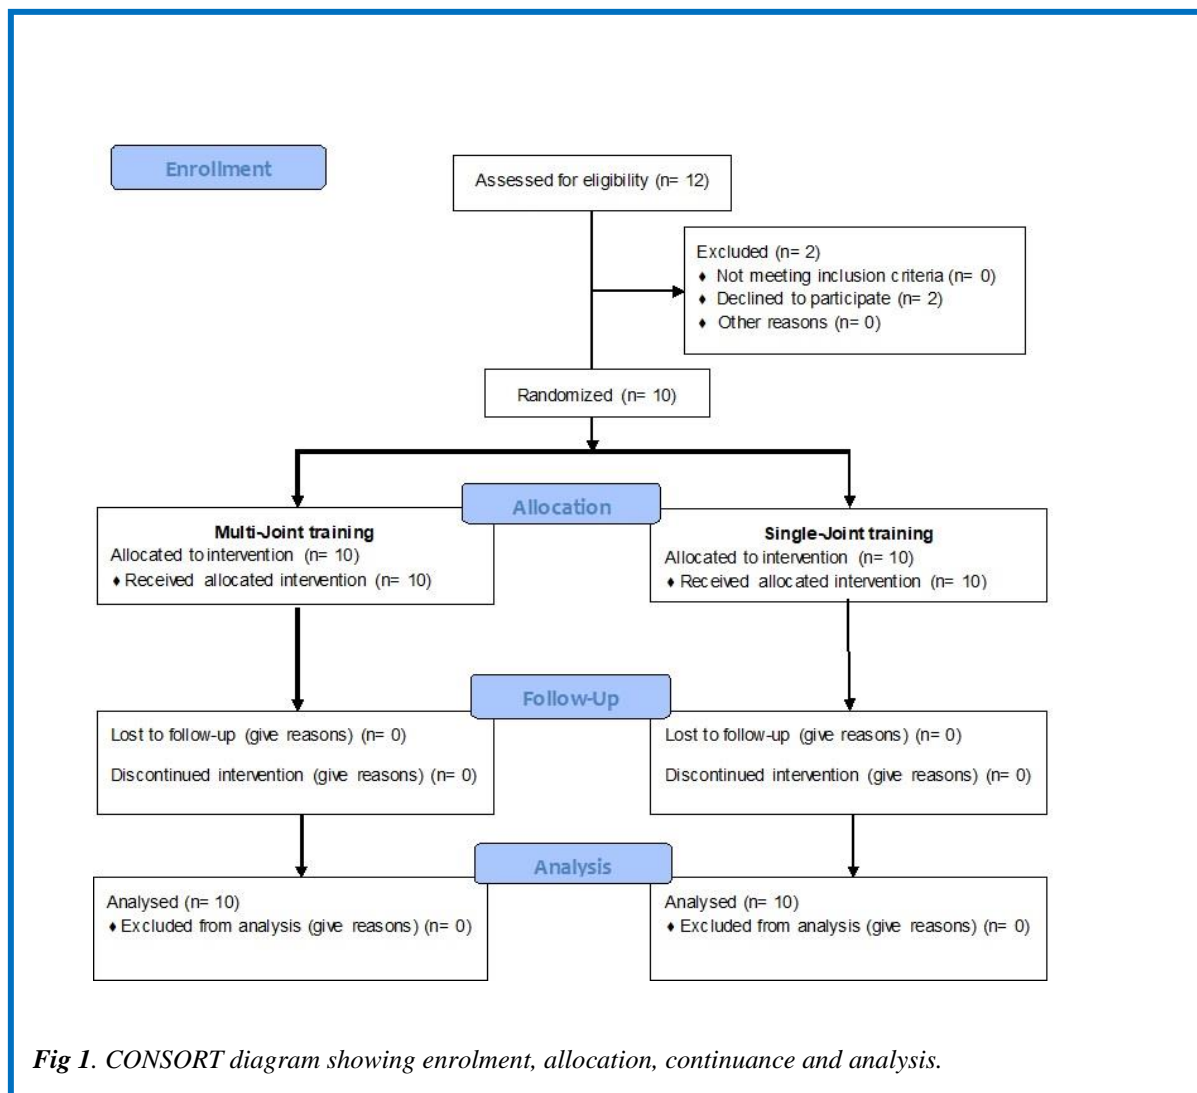 Enrollment
Assessed for eligibility (n= 12)
Excluded (n= 2)
♦ Not meeting inclusion criteria (n= 0)
♦ Declined to participate (n= 2)
♦ Other reasons (n= 0)
Randomized (n= 10)
Allocation
Multi-Joint training
Allocated to intervention (n= 10)
♦ Received allocated intervention (n= 10)
Single-Joint training
Allocated to intervention (n= 10)
♦ Received allocated intervention (n= 10)
Follow-Up
Lost to follow-up (give reasons) (n= 0)
Discontinued intervention (give reasons) (n= 0)
Lost to follow-up (give reasons) (n= 0)
Discontinued intervention (give reasons) (n= 0)
Analysis
Analysed (n= 10)
♦ Excluded from analysis (give reasons) (n= 0)
Analysed (n= 10)
♦ Excluded from analysis (give reasons) (n= 0)
Fig 1. CONSORT diagram showing enrolment, allocation, continuance and analysis.